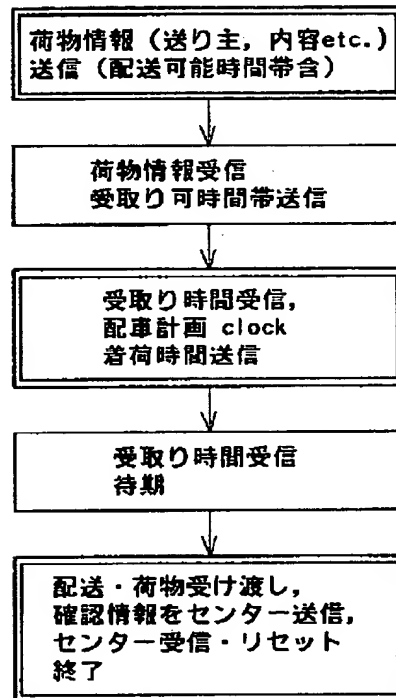 荷物情報（送り主，内容etc.）
送信（配送可能時間帯含）
荷物情報受信
受取り可時間帯送信
受取り時間受信，
配車計画 clock
着荷時間送信
受取り時間受信
待期
配送・荷物受け渡し，
確認情報をセンター送信，
センター受信・リセット
終了